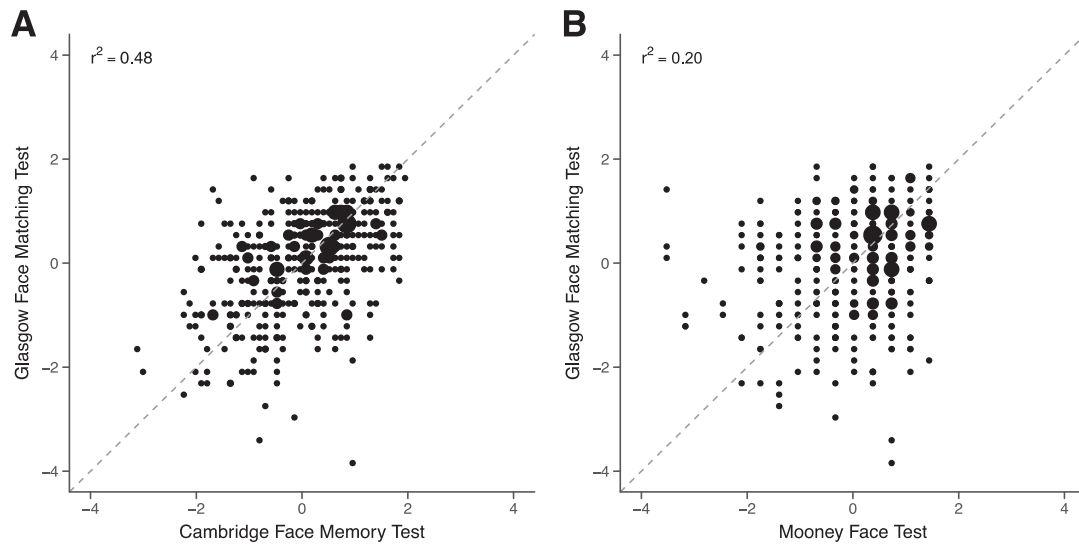 A
r² = 0.48
Glasgow Face Matching Test
4
2
0
−2
−4
−4 −2 0 2 4
Cambridge Face Memory Test
B
r² = 0.20
Glasgow Face Matching Test
4
2
0
−2
−4
−4 −2 0 2 4
Mooney Face Test